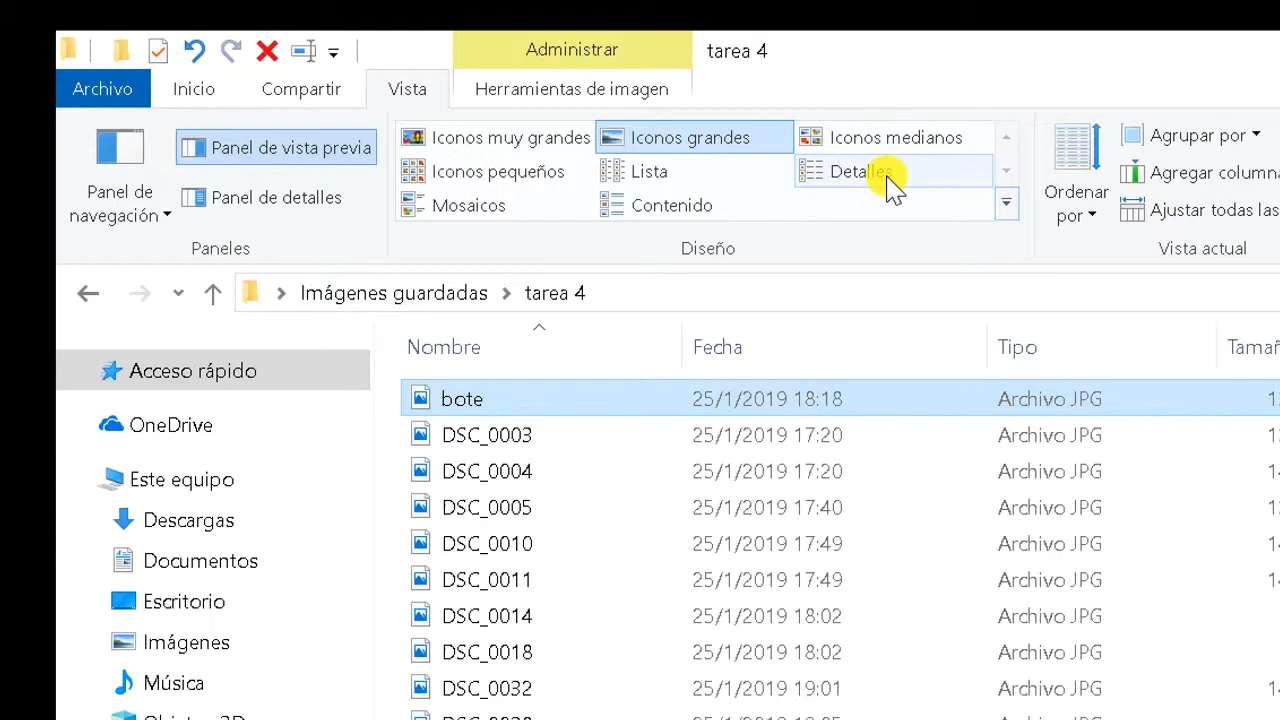 Administrar
tarea 4
Archivo
Inicio
Compartir
Vista
Herramientas de imagen
Panel de navegación
Panel de vista previ
Panel de detalles
Paneles
Iconos muy grandes
Iconos grandes
Iconos medianos
Iconos pequeños
Lista
Detalles
Mosaicos
Contenido
Diseño
Ordenar por
Agrupar por
Agregar column
Ajustar todas las
Vista actual
Imágenes guardadas
tarea 4
Acceso rápido
OneDrive
Este equipo
Descargas
Documentos
Escritorio
Imágenes
Música
Nombre Fecha Tipo Tamañ
bote 25/1/2019 18:18 Archivo JPG
DSC_0003 25/1/2019 17:20 Archivo JPG
DSC_0004 25/1/2019 17:20 Archivo JPG
DSC_0005 25/1/2019 17:40 Archivo JPG
DSC_0010 25/1/2019 17:49 Archivo JPG
DSC_0011 25/1/2019 17:49 Archivo JPG
DSC_0014 25/1/2019 18:02 Archivo JPG
DSC_0018 25/1/2019 18:02 Archivo JPG
DSC_0032 25/1/2019 19:01 Archivo JPG